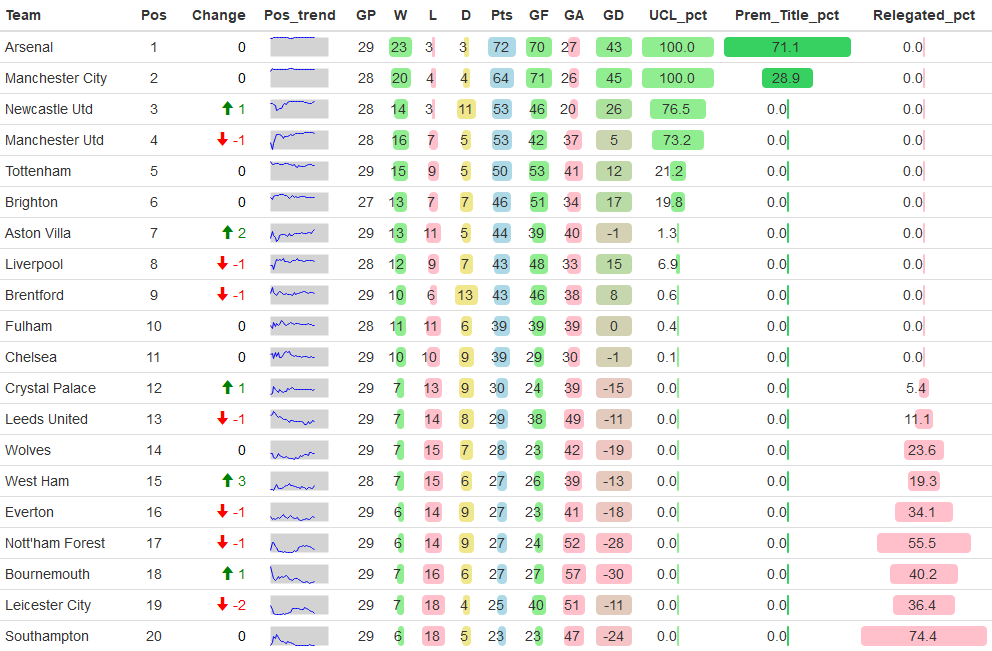 Team Pos Change Pos_trend GP W L D Pts GF GA GD UCL_pct Prem_Title_pct Relegated_pct
Arsenal 1 0 29 23 3 3 72 70 27 43 100.0 71.1 0.0
Manchester City 2 0 28 20 4 4 64 71 26 45 100.0 28.9 0.0
Newcastle Utd 3 1 28 14 3 11 53 46 20 26 76.5 0.0 0.0
Manchester Utd 4 -1 28 16 7 5 53 42 37 5 73.2 0.0 0.0
Tottenham 5 0 29 15 9 5 50 53 41 12 21.2 0.0 0.0
Brighton 6 0 27 13 7 7 46 51 34 17 19.8 0.0 0.0
Aston Villa 7 2 29 13 11 5 44 39 40 -1 1.3 0.0 0.0
Liverpool 8 -1 28 12 9 7 43 48 33 15 6.9 0.0 0.0
Brentford 9 -1 29 10 6 13 43 46 38 8 0.6 0.0 0.0
Fulham 10 0 28 11 11 6 39 39 39 0 0.4 0.0 0.0
Chelsea 11 0 29 10 10 9 39 29 30 -1 0.1 0.0 0.0
Crystal Palace 12 1 29 7 13 9 30 24 39 -15 0.0 0.0 5.4
Leeds United 13 -1 29 7 14 8 29 38 49 -11 0.0 0.0 11.1
Wolves 14 0 29 7 15 7 28 23 42 -19 0.0 0.0 23.6
West Ham 15 3 28 7 15 6 27 26 39 -13 0.0 0.0 19.3
Everton 16 -1 29 6 14 9 27 23 41 -18 0.0 0.0 34.1
Nott'ham Forest 17 -1 29 6 14 9 27 24 52 -28 0.0 0.0 55.5
Bournemouth 18 1 29 7 16 6 27 27 57 -30 0.0 0.0 40.2
Leicester City 19 -2 29 7 18 4 25 40 51 -11 0.0 0.0 36.4
Southampton 20 0 29 6 18 5 23 23 47 -24 0.0 0.0 74.4